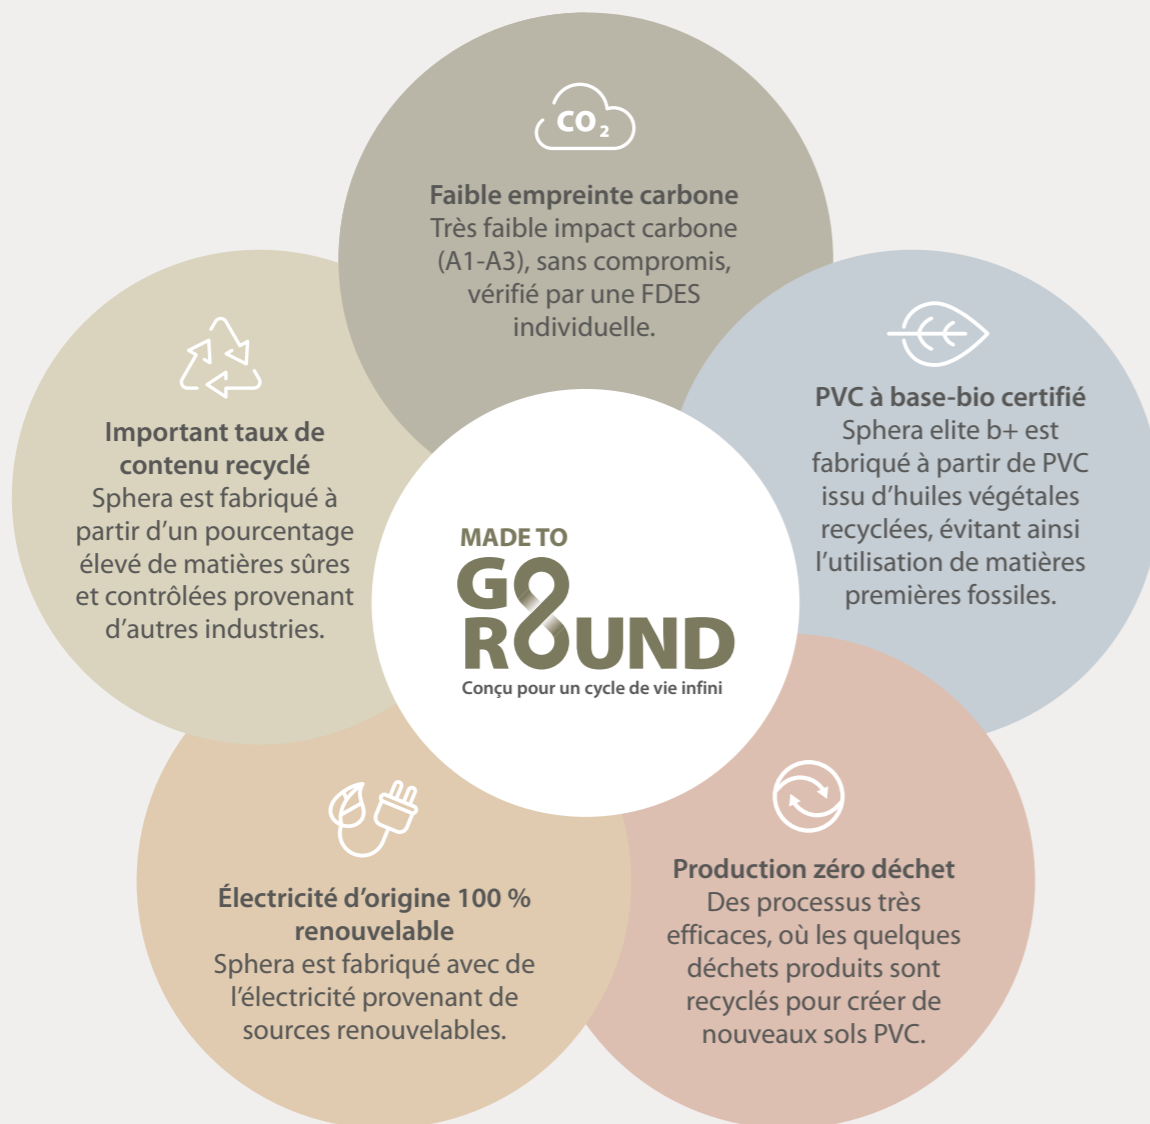 CO₂
Faible empreinte carbone
Très faible impact carbone
(A1-A3), sans compromis,
vérifié par une FDES
individuelle.
PVC à base-bio certifié
Sphera elite b+ est
fabriqué à partir de PVC
issu d’huiles végétales
recyclées, évitant ainsi
l’utilisation de matières
premières fossiles.
Important taux de
contenu recyclé
Sphera est fabriqué à
partir d’un pourcentage
élevé de matières sûres
et contrôlées provenant
d’autres industries.
MADE TO
GO
ROUND
Conçu pour un cycle de vie infini
Électricité d’origine 100 %
renouvelable
Sphera est fabriqué avec de
l’électricité provenant de
sources renouvelables.
Production zéro déchet
Des processus très
efficaces, où les quelques
déchets produits sont
recyclés pour créer de
nouveaux sols PVC.